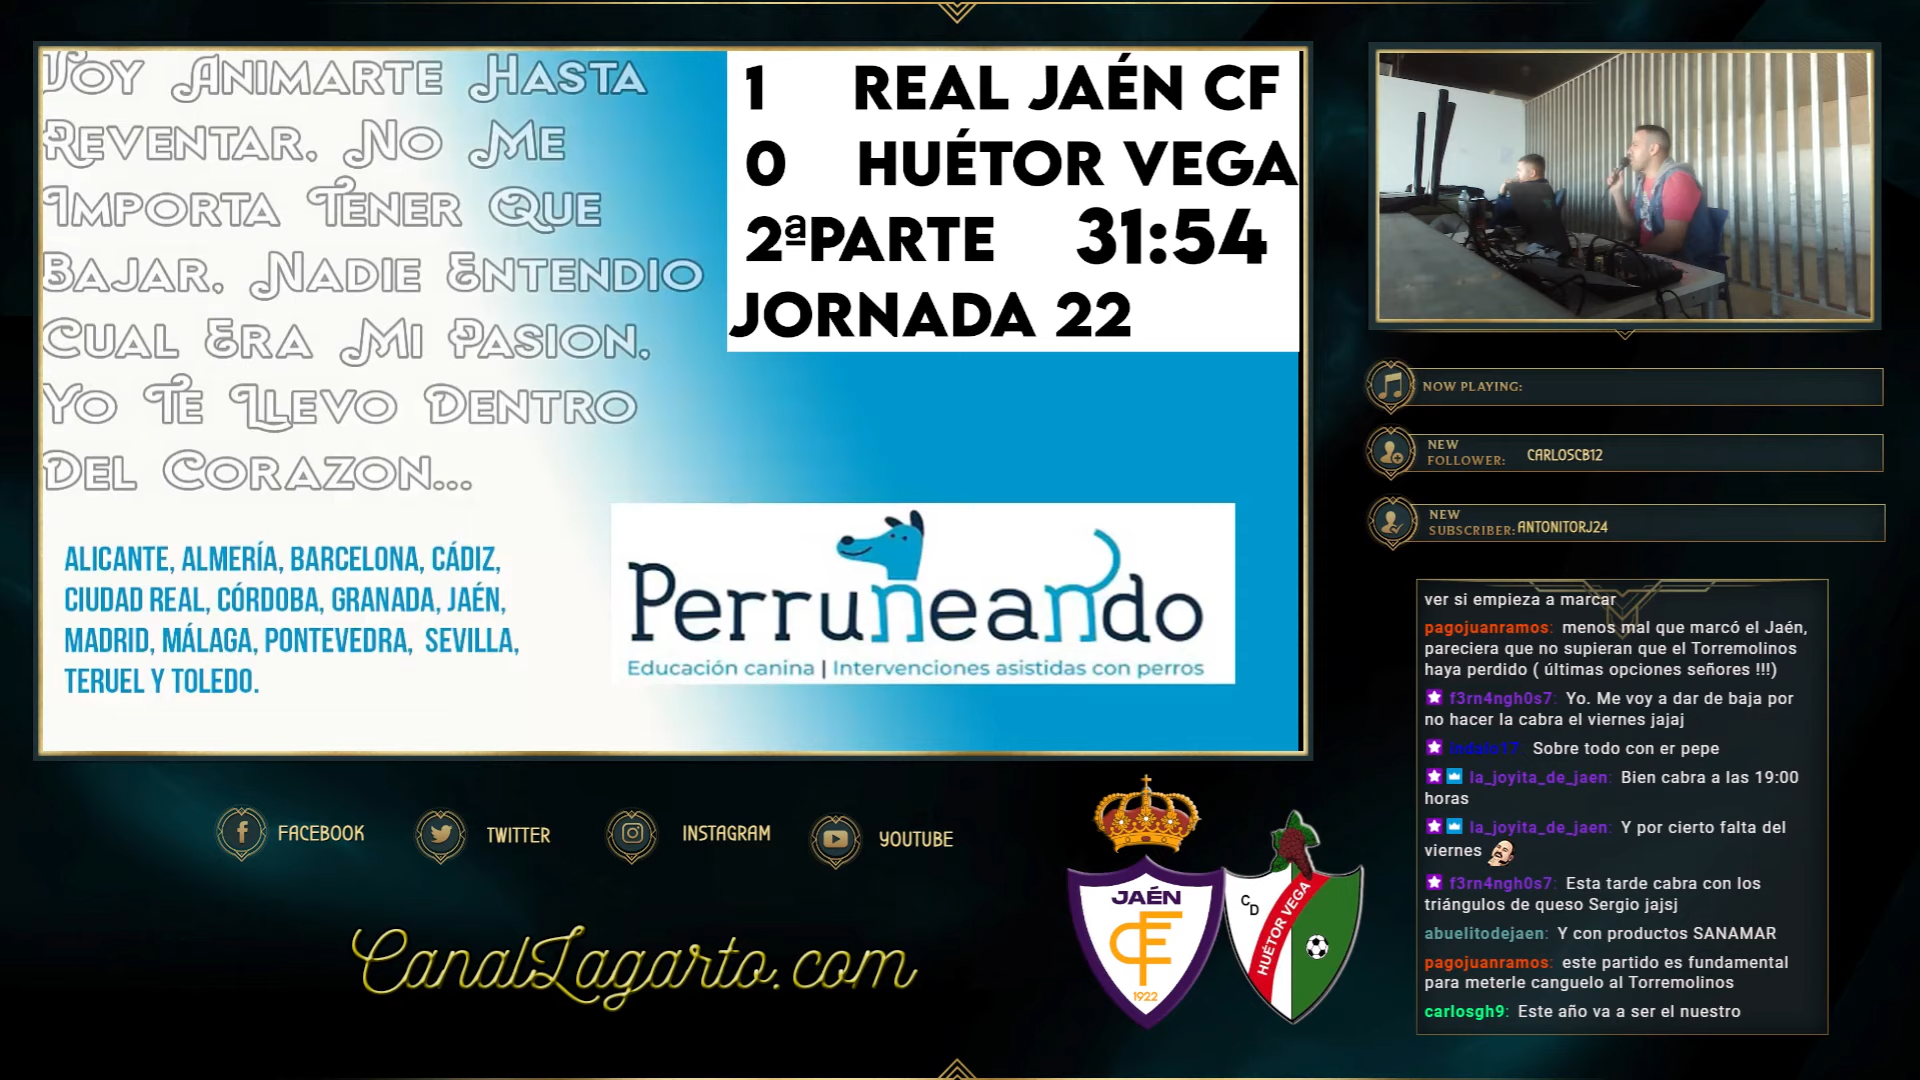 Voy Animarte Hasta
Reventar. No Me
Importa Tener Que
Bajar. Nadie Entendio
Cual Era Mi Pasion.
Yo Te Llevo Dentro
Del Corazon...
1 REAL JAÉN CF
0 HUÉTOR VEGA
2ªPARTE 31:54
JORNADA 22
ALICANTE, ALMERÍA, BARCELONA, CÁDIZ,
CIUDAD REAL, CÓRDOBA, GRANADA, JAÉN,
MADRID, MÁLAGA, PONTEVEDRA, SEVILLA,
TERUEL Y TOLEDO.
Perruneando
Educación canina | Intervenciones asistidas con perros
NOW PLAYING:
NEW
FOLLOWER: CARLOSCB12
NEW
SUBSCRIBER: ANTONITORJ24
ver si empieza a marcar
pagojuanramos: menos mal que marcó el Jaén,
pareciera que no supieran que el Torremolinos
haya perdido ( últimas opciones señores !!!)
f3rn4ngh0s7: Yo. Me voy a dar de baja por
no hacer la cabra el viernes jajaj
indalo17: Sobre todo con er pepe
la_joyita_de_jaen: Bien cabra a las 19:00
horas
la_joyita_de_jaen: Y por cierto falta del
viernes
f3rn4ngh0s7: Esta tarde cabra con los
triángulos de queso Sergio jajsj
abuelitodejaen: Y con productos SANAMAR
pagojuanramos: este partido es fundamental
para meterle canguelo al Torremolinos
carlosgh9: Este año va a ser el nuestro
FACEBOOK
TWITTER
INSTAGRAM
YOUTUBE
CanalLagarto.com
JAÉN
CF
1922
CD
HUÉTOR VEGA